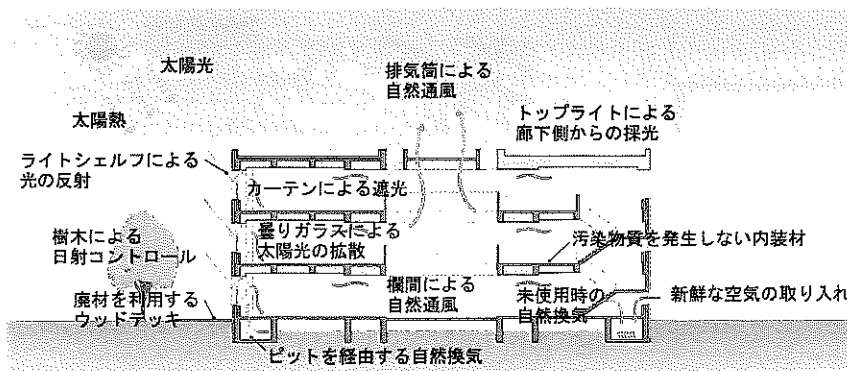 太陽光
排気筒による
自然通風
トップライトによる
廊下側からの採光
太陽熱
ライトシェルフによる
光の反射
カーテンによる遮光
曇りガラスによる
太陽光の拡散
樹木による
日射コントロール
汚染物質を発生しない内装材
欄間による
自然通風
未使用時の
自然換気
新鮮な空気の取り入れ
廃材を利用する
ウッドデッキ
ピットを経由する自然換気